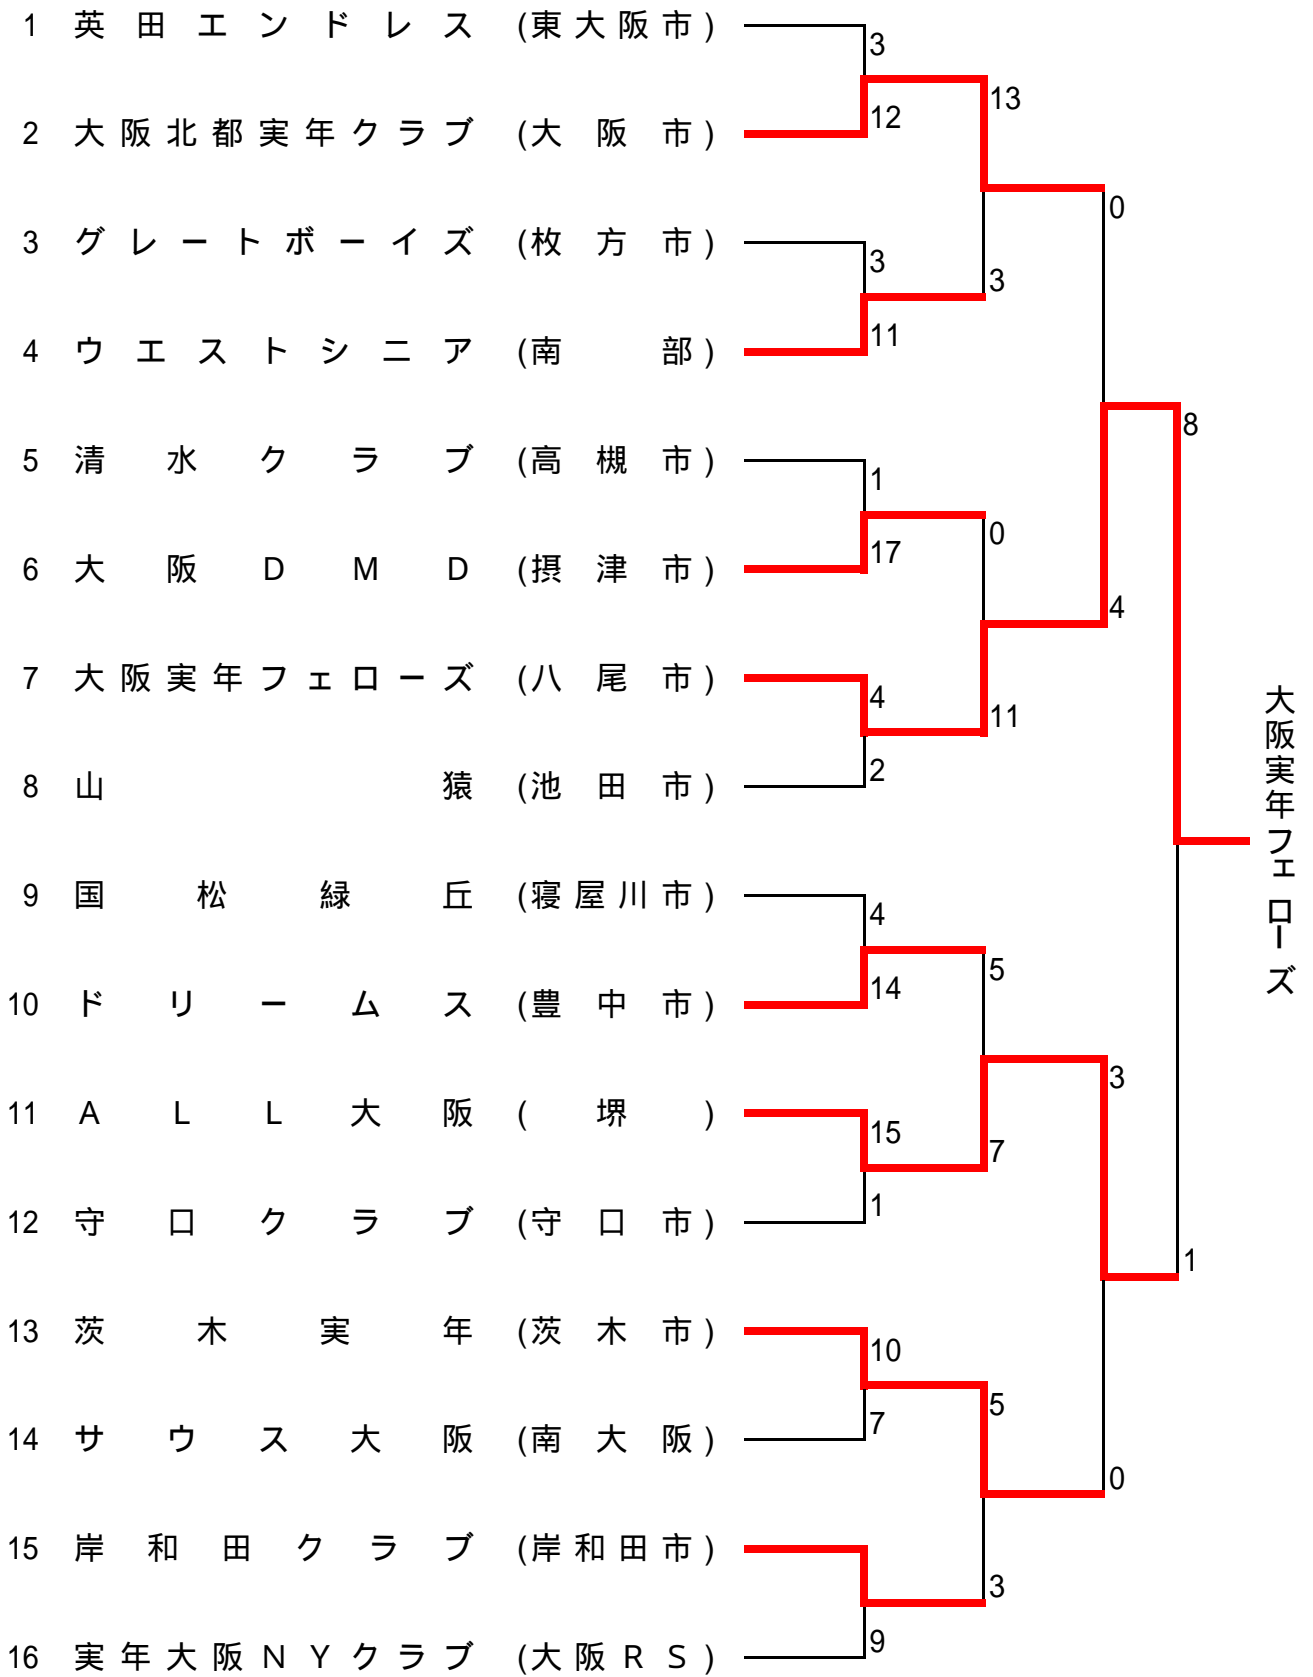 1 英田エンドレス (東大阪市)
3
13
12
2 大阪北都実年クラブ (大阪市)
0
3 グレートボーイズ (枚方市)
3
3
11
4 ウエストシニア (南部)
8
5 清水クラブ (高槻市)
1
0
17
6 大阪DMD (摂津市)
4
7 大阪実年フェローズ (八尾市)
4
11
2
8 山猿 (池田市)
大阪実年フェローズ
9 国松緑丘 (寝屋川市)
4
5
14
10 ドリームス (豊中市)
3
11 ALL大阪 (堺)
15
7
1
12 守口クラブ (守口市)
1
13 茨木実年 (茨木市)
10
5
7
14 サウス大阪 (南大阪)
0
15 岸和田クラブ (岸和田市)
3
9
16 実年大阪NYクラブ (大阪RS)